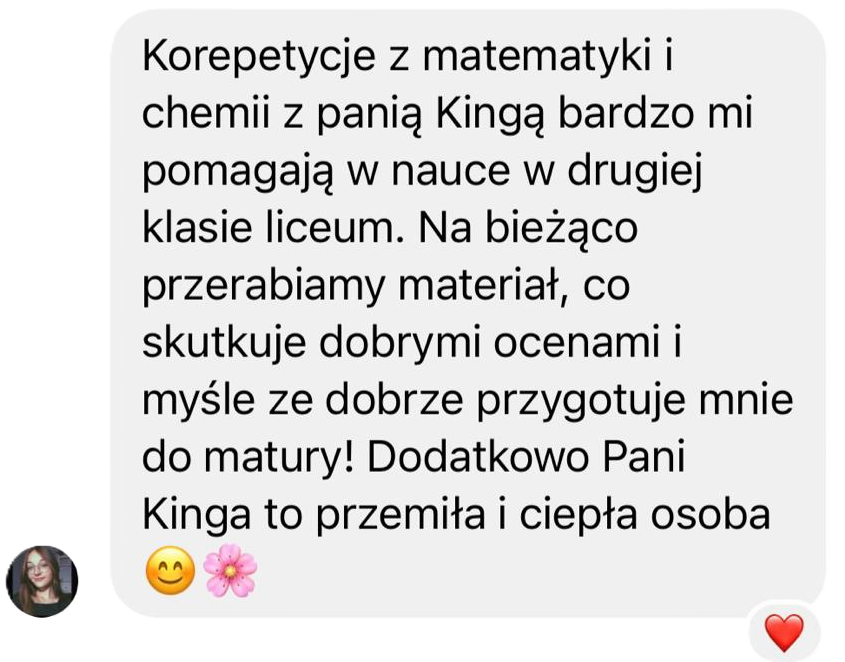 Korepetycje z matematyki i
chemii z panią Kingą bardzo mi
pomagają w nauce w drugiej
klasie liceum. Na bieżąco
przerabiamy materiał, co
skutkuje dobrymi ocenami i
myśle ze dobrze przygotuje mnie
do matury! Dodatkowo Pani
Kinga to przemiła i ciepła osoba
😊🌸